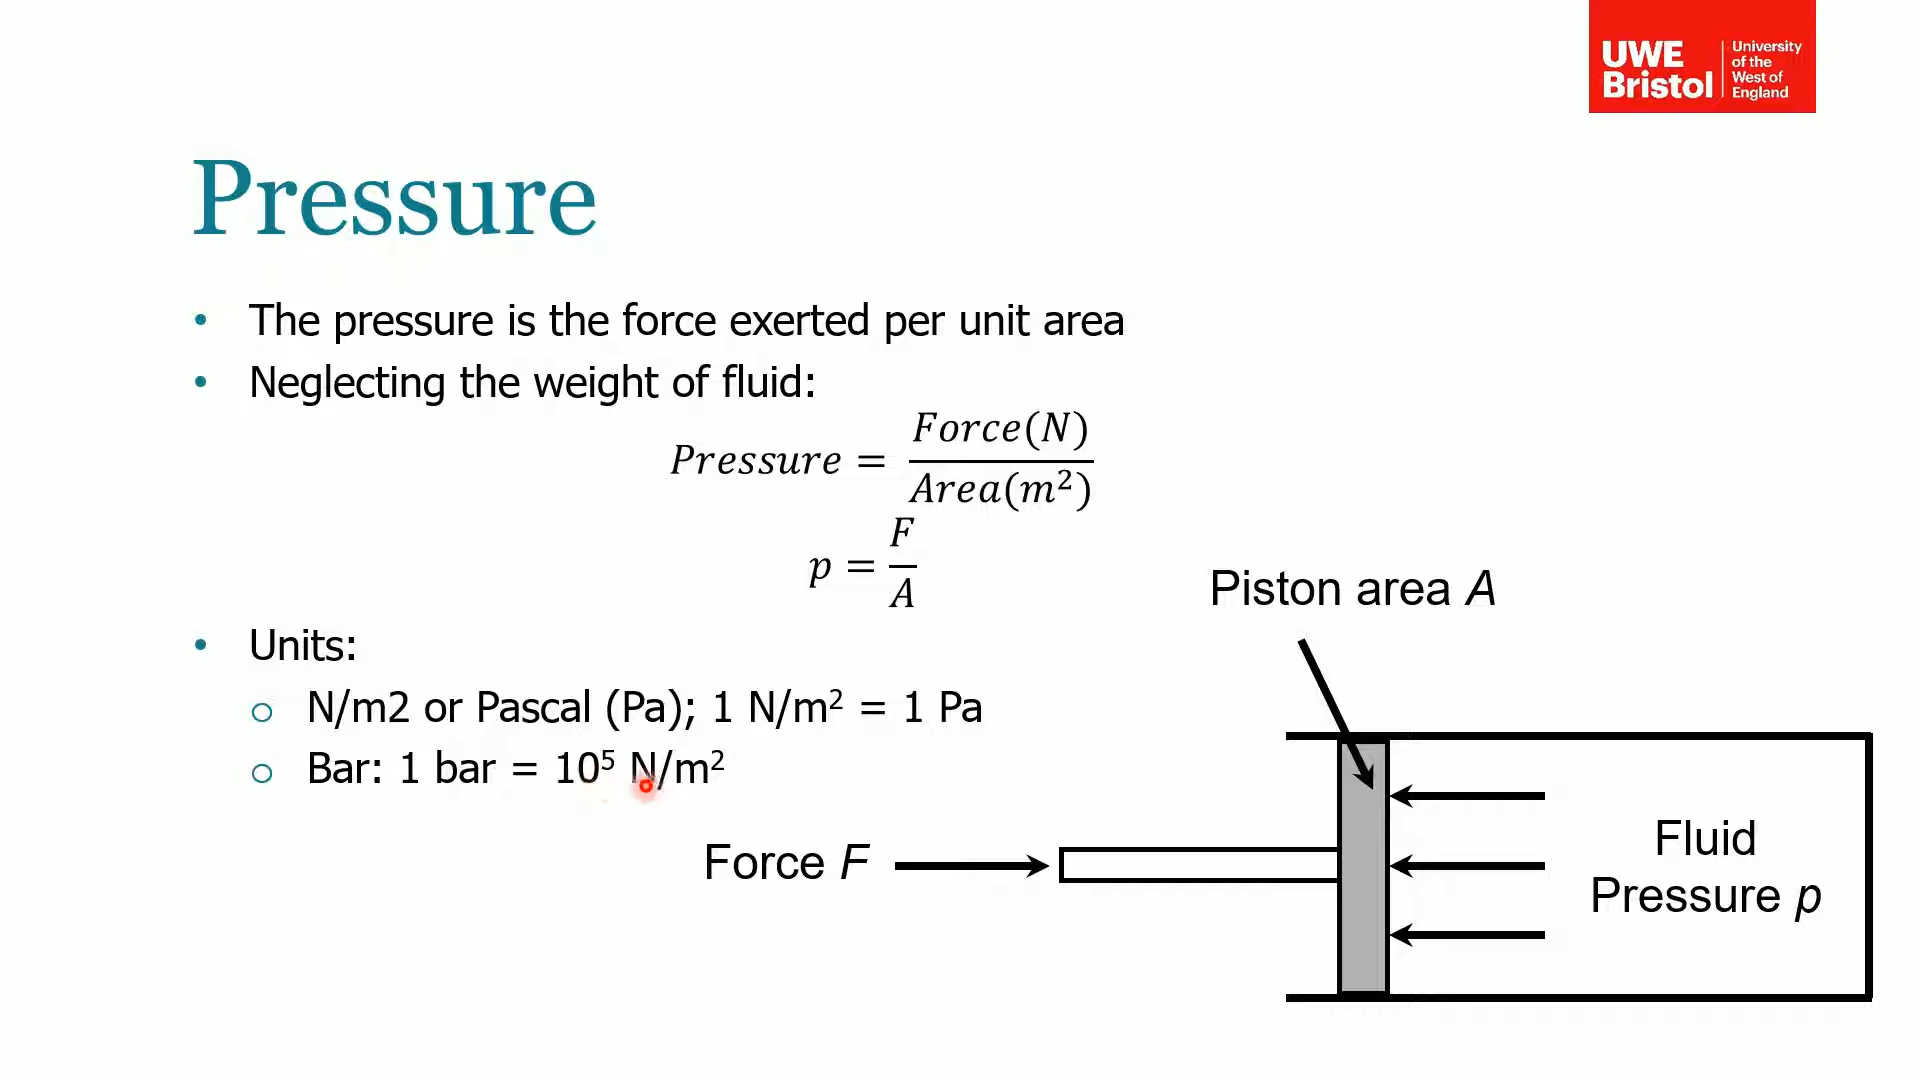 UWE
Bristol
University
of the
West of
England
Pressure
• The pressure is the force exerted per unit area
• Neglecting the weight of fluid:
Pressure = Force(N) / Area(m²)
p = F / A
• Units:
o N/m2 or Pascal (Pa); 1 N/m² = 1 Pa
o Bar: 1 bar = 10⁵ N/m²
Piston area A
Force F
Fluid
Pressure p